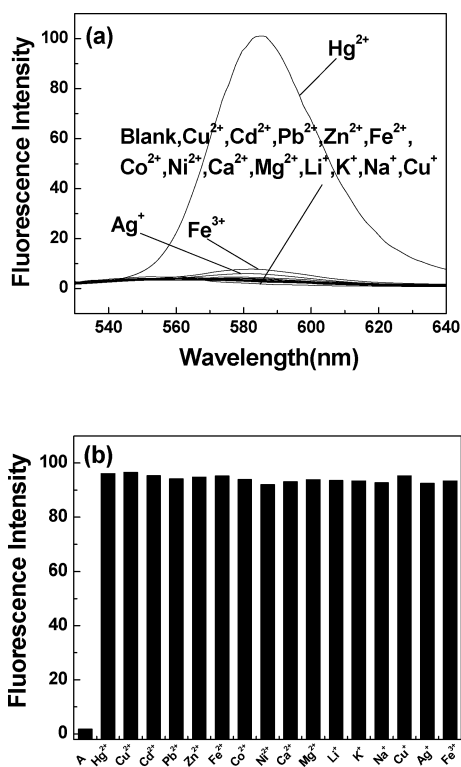 (a)
Fluorescence Intensity
100
80
60
40
20
0
Hg²⁺
Blank,Cu²⁺,Cd²⁺,Pb²⁺,Zn²⁺,Fe²⁺,
Co²⁺,Ni²⁺,Ca²⁺,Mg²⁺,Li⁺,K⁺,Na⁺,Cu⁺
Ag⁺
Fe³⁺
540 560 580 600 620 640
Wavelength(nm)
(b)
Fluorescence Intensity
100
80
60
40
20
0
A Hg²⁺ Cu²⁺ Cd²⁺ Pb²⁺ Zn²⁺ Fe²⁺ Co²⁺ Ni²⁺ Ca²⁺ Mg²⁺ Li⁺ K⁺ Na⁺ Cu⁺ Ag⁺ Fe³⁺